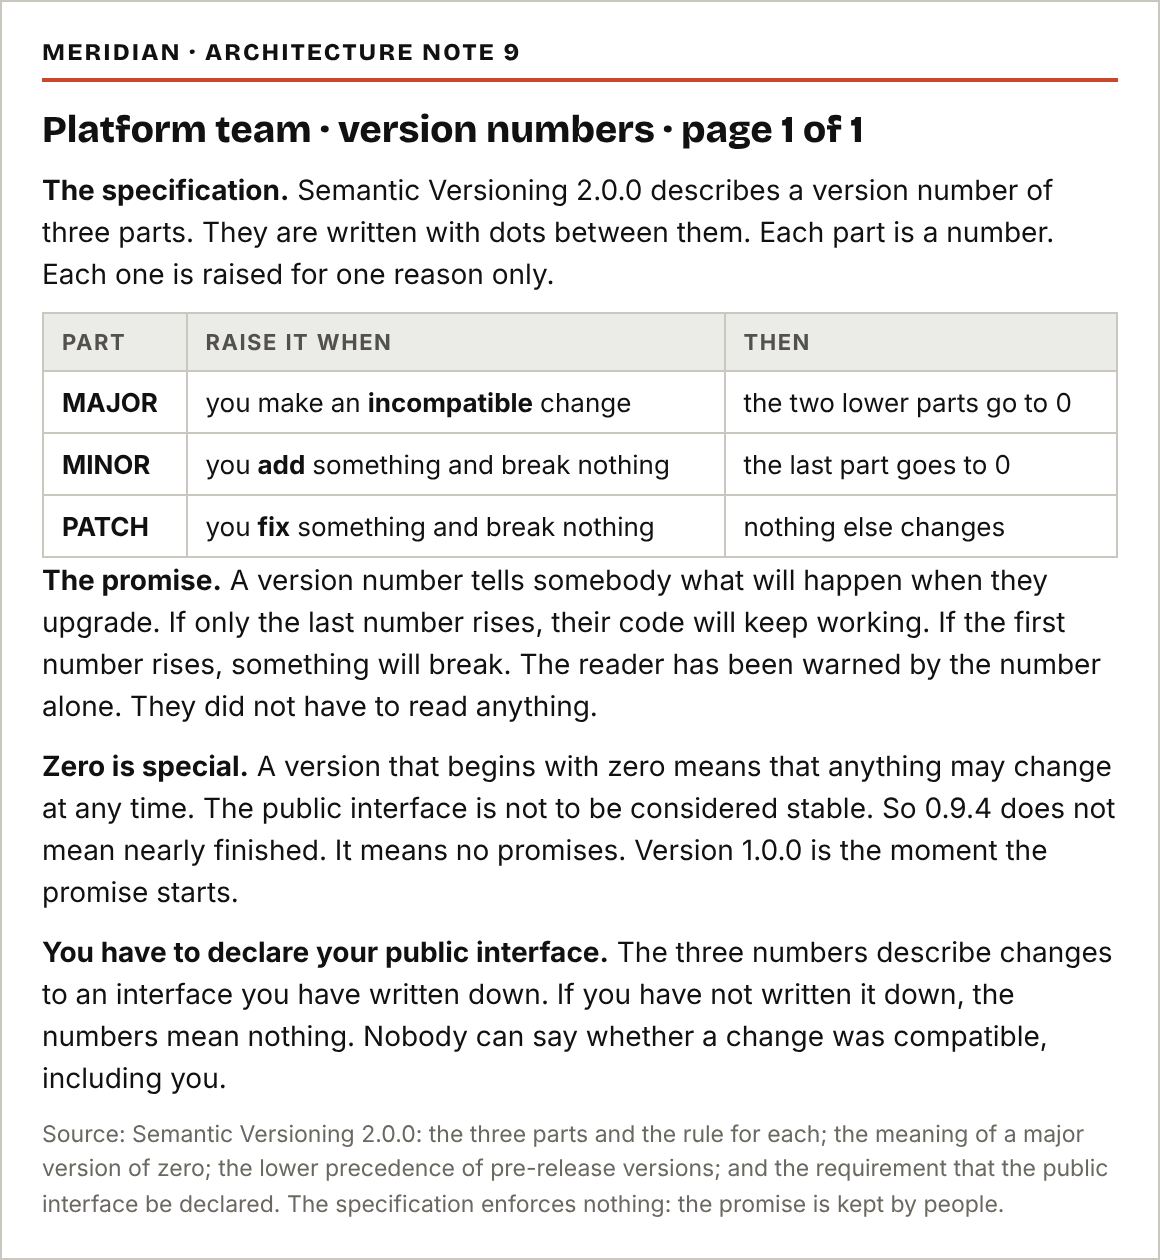 MERIDIAN · ARCHITECTURE NOTE 9
Platform team · version numbers · page 1 of 1
The specification. Semantic Versioning 2.0.0 describes a version number of
three parts. They are written with dots between them. Each part is a number.
Each one is raised for one reason only.
PART RAISE IT WHEN THEN
MAJOR you make an incompatible change the two lower parts go to 0
MINOR you add something and break nothing the last part goes to 0
PATCH you fix something and break nothing nothing else changes
The promise. A version number tells somebody what will happen when they
upgrade. If only the last number rises, their code will keep working. If the first
number rises, something will break. The reader has been warned by the number
alone. They did not have to read anything.
Zero is special. A version that begins with zero means that anything may change
at any time. The public interface is not to be considered stable. So 0.9.4 does not
mean nearly finished. It means no promises. Version 1.0.0 is the moment the
promise starts.
You have to declare your public interface. The three numbers describe changes
to an interface you have written down. If you have not written it down, the
numbers mean nothing. Nobody can say whether a change was compatible,
including you.
Source: Semantic Versioning 2.0.0: the three parts and the rule for each; the meaning of a major
version of zero; the lower precedence of pre-release versions; and the requirement that the public
interface be declared. The specification enforces nothing: the promise is kept by people.